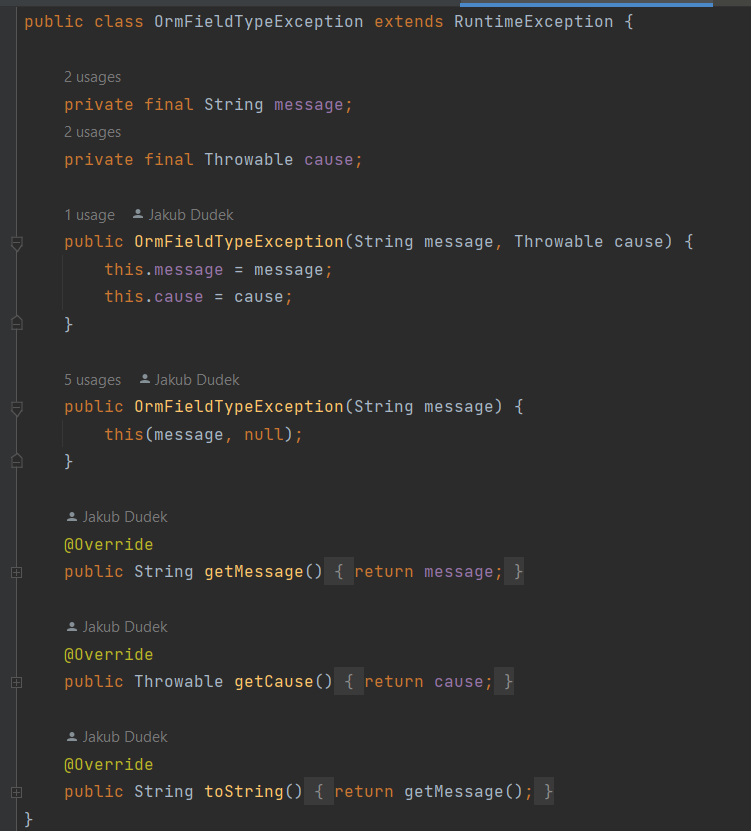 public class OrmFieldTypeException extends RuntimeException {
2 usages
private final String message;
2 usages
private final Throwable cause;
1 usage Jakub Dudek
public OrmFieldTypeException(String message, Throwable cause) {
this.message = message;
this.cause = cause;
}
5 usages Jakub Dudek
public OrmFieldTypeException(String message) {
this(message, null);
}
Jakub Dudek
@Override
public String getMessage() { return message; }
Jakub Dudek
@Override
public Throwable getCause() { return cause; }
Jakub Dudek
@Override
public String toString() { return getMessage(); }
}